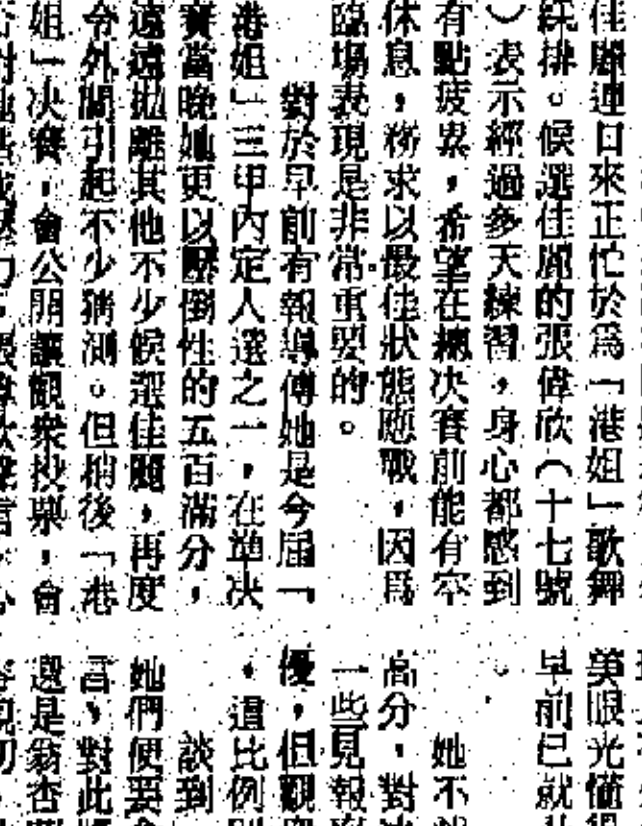 佳麗連日來正忙於爲「港姐」歌舞
綵排。候選佳麗的張偉欣（十七號
）表示經過多天練習，身心都感到
有點疲累，希望在總决賽前能有空
休息，務求以最佳狀態應戰，因爲
臨場表現是非常重要的。
對於早前有報導傳她是今屆「
港姐」三甲內定人選之一，在準决
賽當晚她更以壓倒性的五百滿分，
遠遠拋離其他不少候選佳麗，再度
令外間引起不少猜測。但稍後「港
姐」决賽，會公開讓觀衆投票，會
美眼光懂
早前已就
她不
一些見報
高分，對
優，但觀
，這比例
談到
她們便要
言，對此
還是翁杏